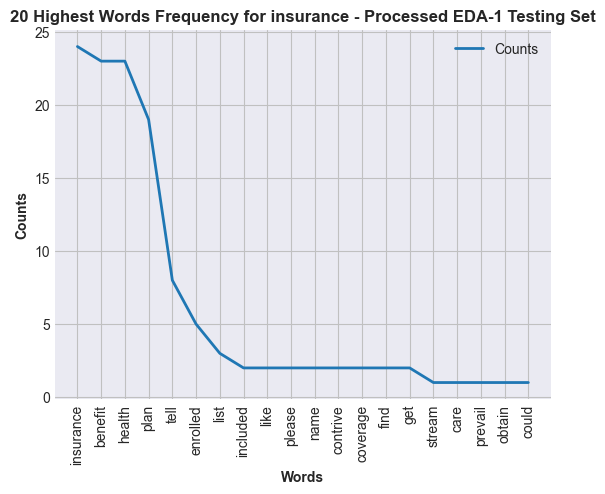 20 Highest Words Frequency for insurance - Processed EDA-1 Testing Set
Counts
25
20
15
10
5
0
Counts
insurance
benefit
health
plan
tell
enrolled
list
included
like
please
name
contrive
coverage
find
get
stream
care
prevail
obtain
could
Words